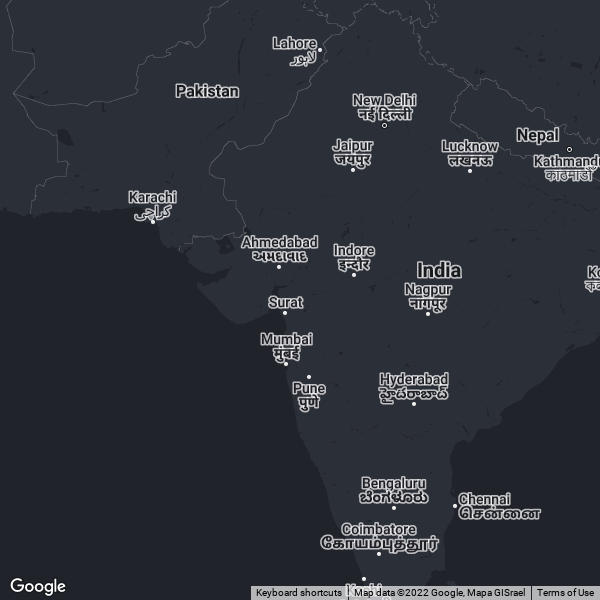 Lahore
لاہور
Pakistan
New Delhi
नई दिल्ली
Jaipur
जयपुर
Lucknow
लखनऊ
Nepal
Kathmandu
काठमाडौं
Karachi
کراچی
Ahmedabad
અમદાવાદ
Indore
इन्दौर
India
Nagpur
नागपूर
Surat
Mumbai
मुंबई
Pune
पुणे
Hyderabad
హైదరాబాద్
Bengaluru
ಬೆಂಗಳೂರು
Chennai
சென்னை
Coimbatore
கோயம்புத்தூர்
Google
Keyboard shortcuts
Map data ©2022 Google, Mapa GISrael
Terms of Use